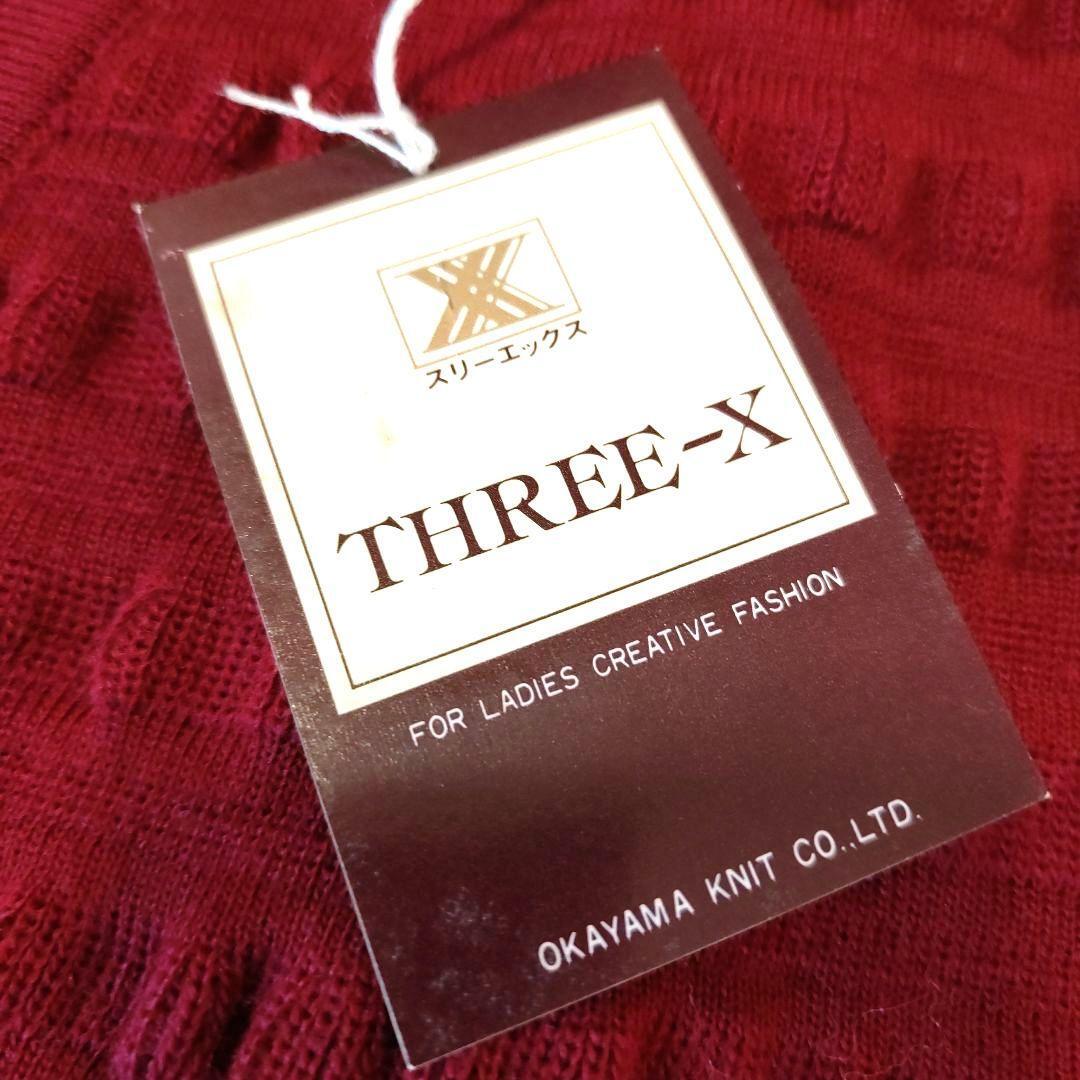 スリーエックス
THREE-X
FOR LADIES CREATIVE FASHION
OKAYAMA KNIT CO.,LTD.